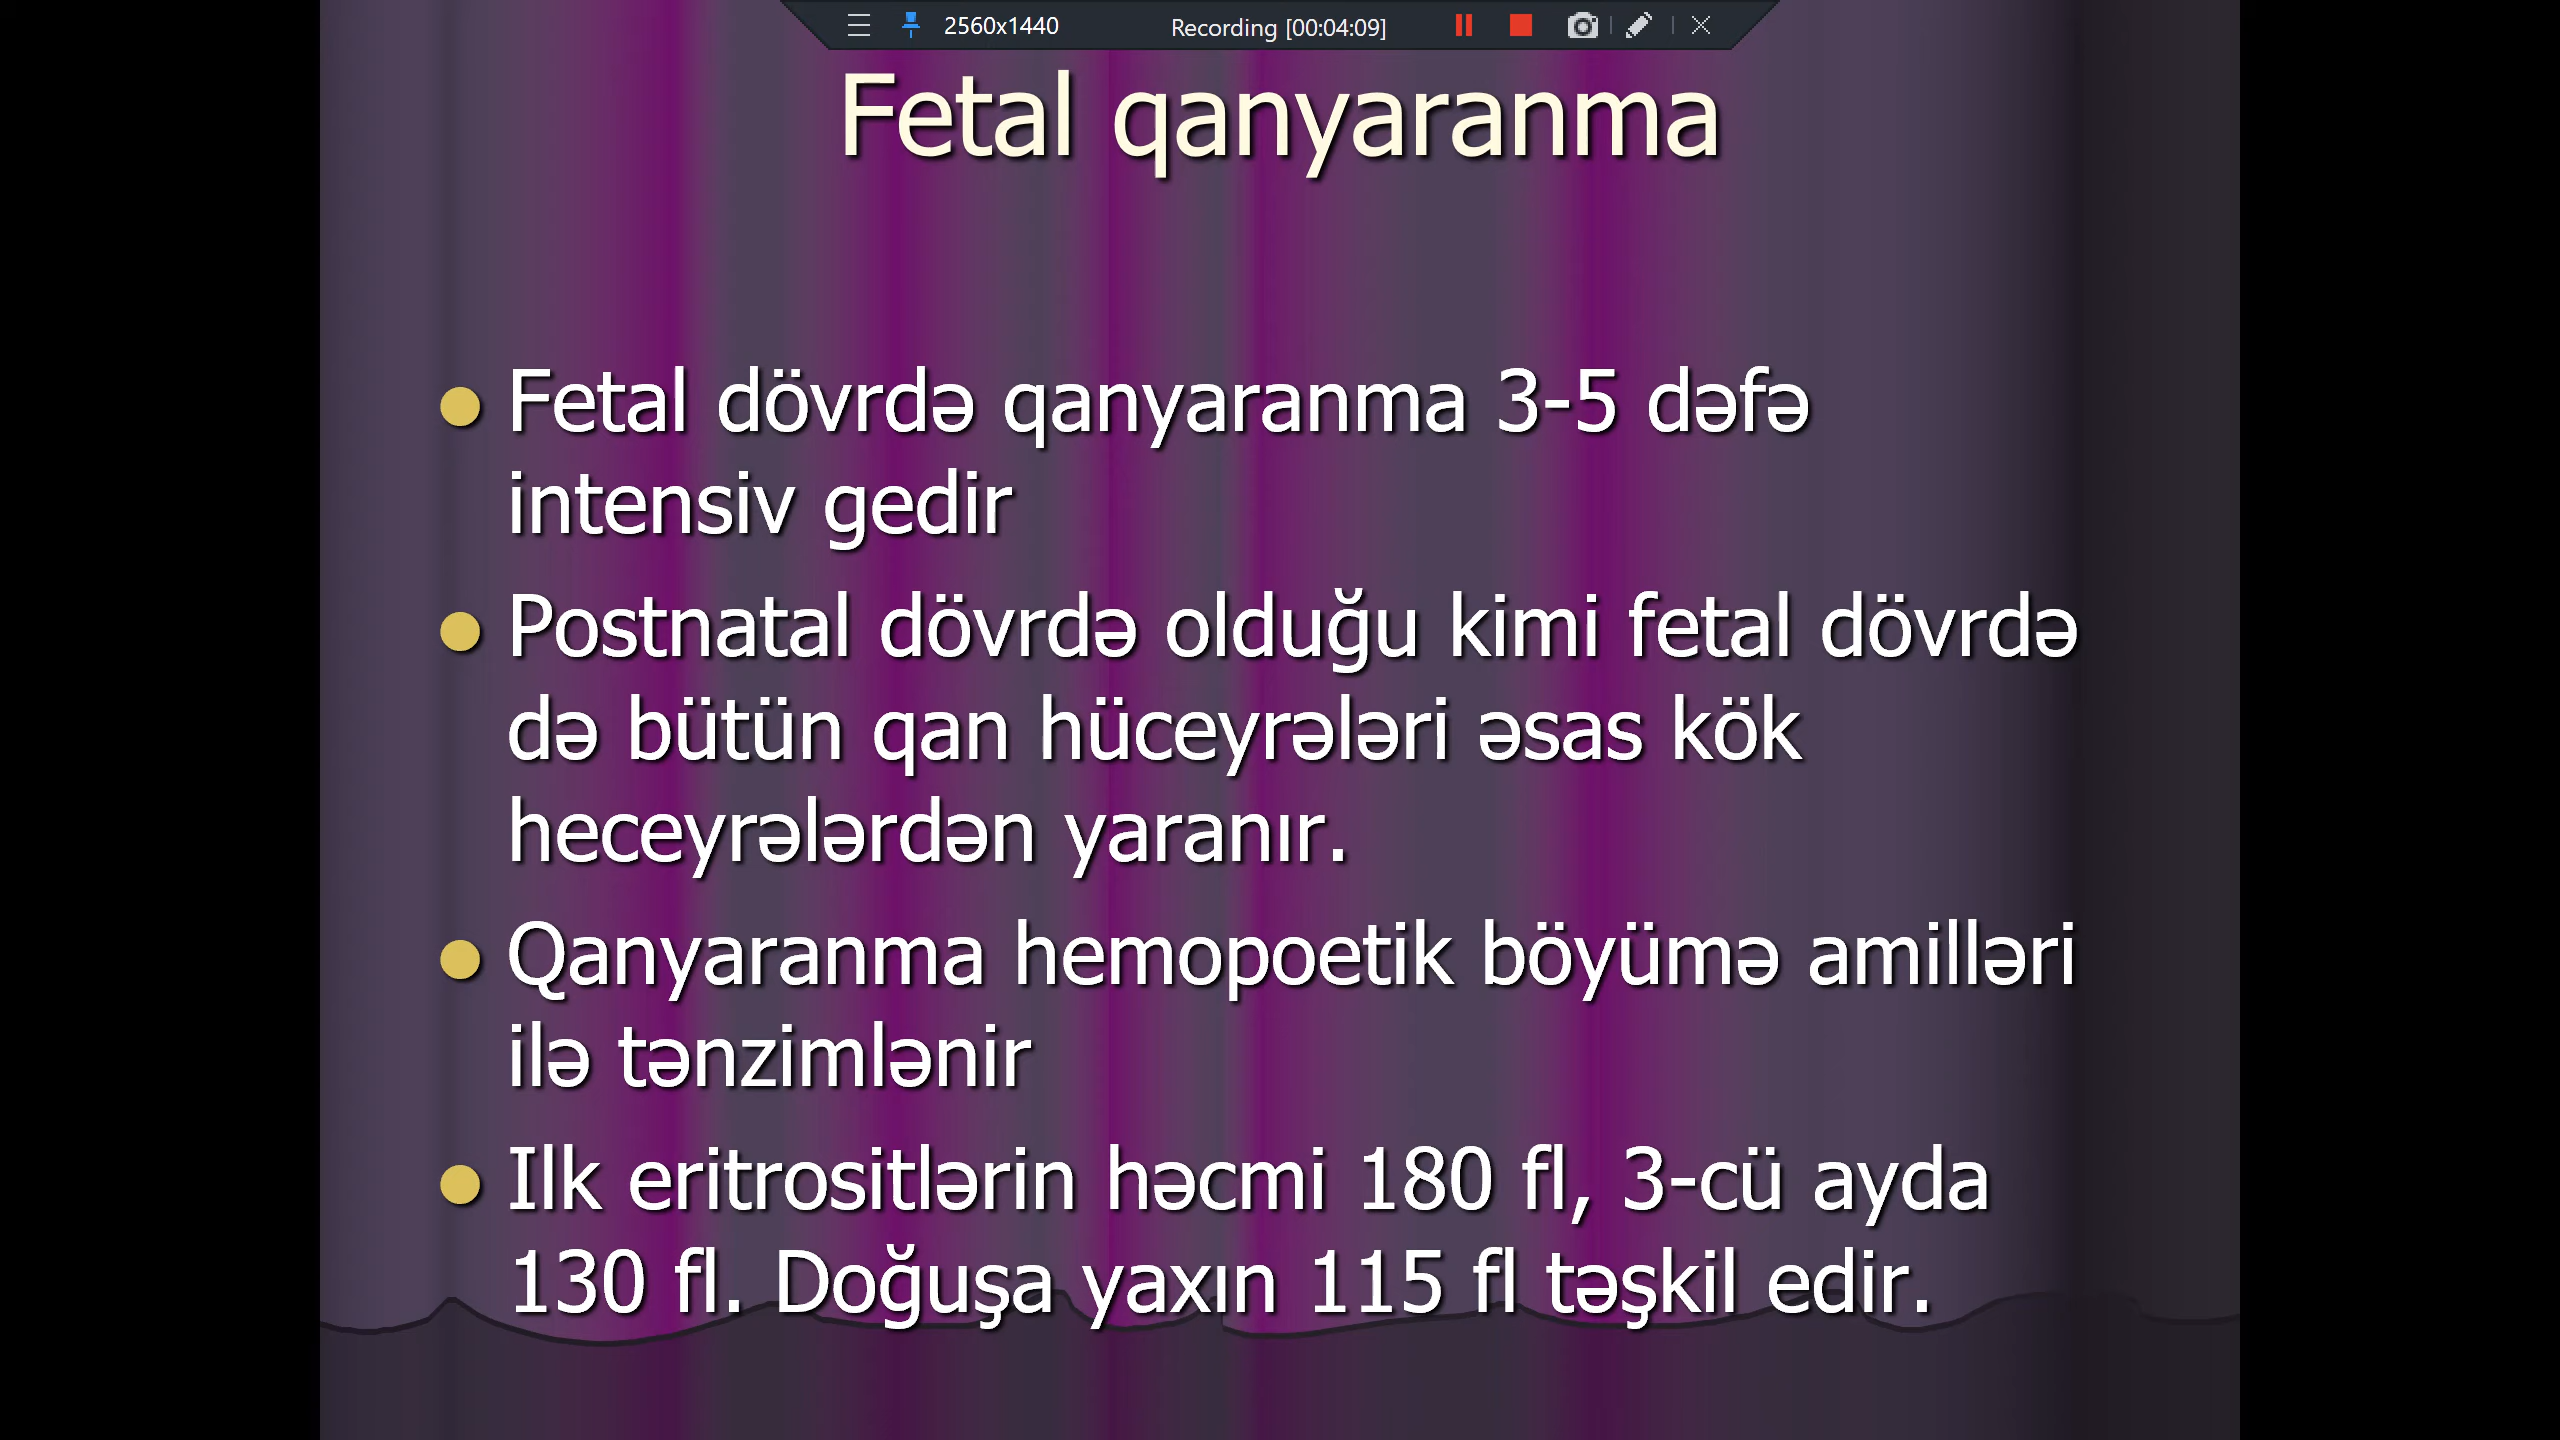 2560x1440 Recording [00:04:09]
Fetal qanyaranma
Fetal dövrdə qanyaranma 3-5 dəfə
intensiv gedir
Postnatal dövrdə olduğu kimi fetal dövrdə
də bütün qan hüceyrələri əsas kök
heceyrələrdən yaranır.
Qanyaranma hemopoetik böyümə amilləri
ilə tənzimlənir
Ilk eritrositlərin həcmi 180 fl, 3-cü ayda
130 fl. Doğuşa yaxın 115 fl təşkil edir.